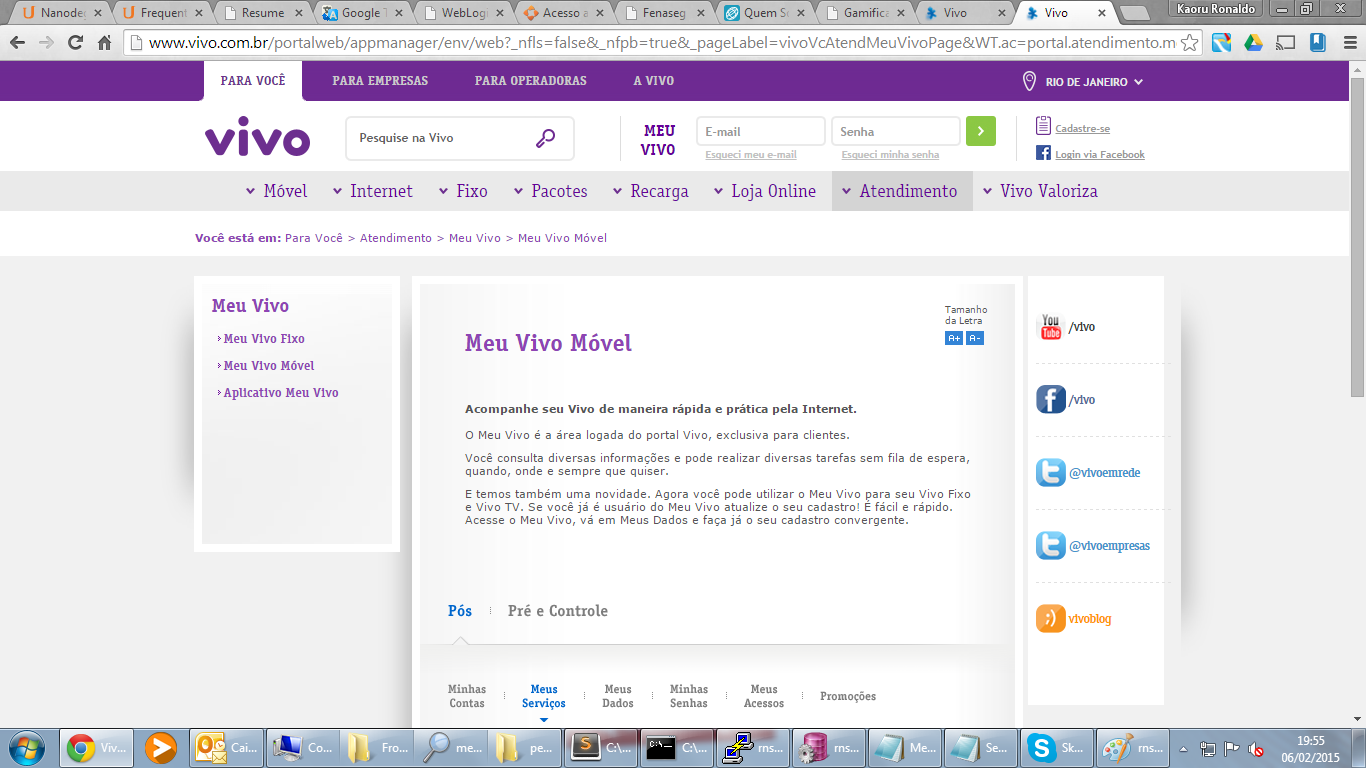 Nanodeg
Frequent
Resume
Google T
WebLogi
Acesso a
Fenaseg
Quem S
Gamifica
Vivo
Vivo
Kaoru Ronaldo
www.vivo.com.br/portalweb/appmanager/env/web?_nfls=false&_nfpb=true&_pageLabel=vivoVcAtendMeuVivoPage&WT.ac=portal.atendimento.m
PARA VOCÊ
PARA EMPRESAS
PARA OPERADORAS
A VIVO
RIO DE JANEIRO
vivo
Pesquise na Vivo
MEU
VIVO
E-mail
Senha
Esqueci meu e-mail
Esqueci minha senha
Cadastre-se
Login via Facebook
Móvel
Internet
Fixo
Pacotes
Recarga
Loja Online
Atendimento
Vivo Valoriza
Você está em: Para Você > Atendimento > Meu Vivo > Meu Vivo Móvel
Meu Vivo
Meu Vivo Fixo
Meu Vivo Móvel
Aplicativo Meu Vivo
Tamanho
da Letra
A+ A-
Meu Vivo Móvel
Acompanhe seu Vivo de maneira rápida e prática pela Internet.
O Meu Vivo é a área logada do portal Vivo, exclusiva para clientes.
Você consulta diversas informações e pode realizar diversas tarefas sem fila de espera,
quando, onde e sempre que quiser.
E temos também uma novidade. Agora você pode utilizar o Meu Vivo para seu Vivo Fixo
e Vivo TV. Se você já é usuário do Meu Vivo atualize o seu cadastro! É fácil e rápido.
Acesse o Meu Vivo, vá em Meus Dados e faça já o seu cadastro convergente.
Pós
Pré e Controle
Minhas
Contas
Meus
Serviços
Meus
Dados
Minhas
Senhas
Meus
Acessos
Promoções
You
Tube
/vivo
/vivo
@vivoemrede
@vivoempresas
vivoblog
Viv...
Cai...
Co...
Fro...
me...
pe...
C:\...
C:\...
rns...
rns...
Me...
Se...
Sk...
rns...
19:55
06/02/2015